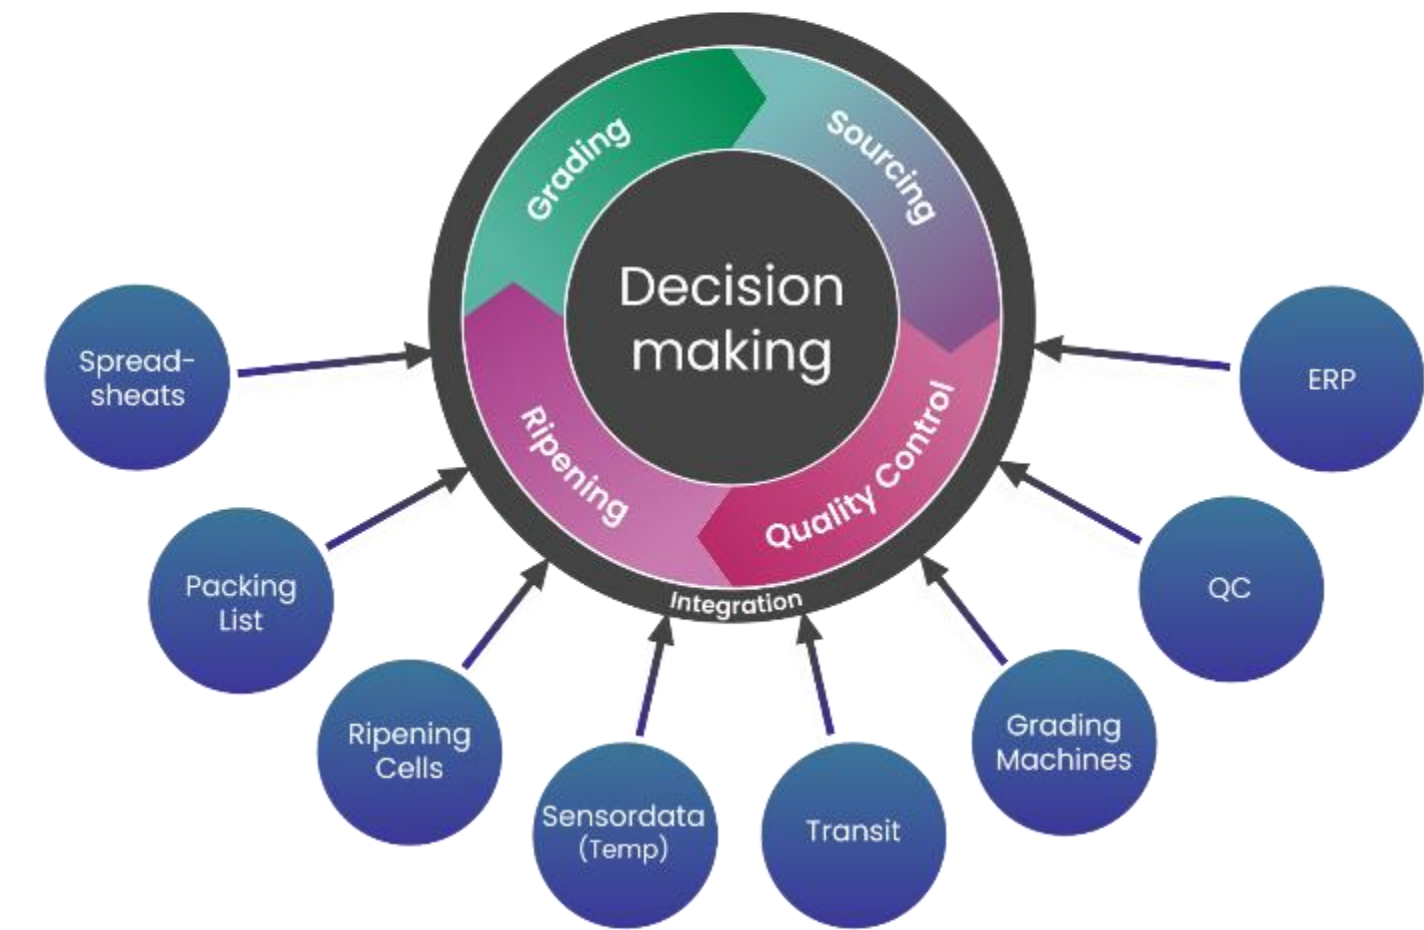 Grading
Sourcing
Decision
making
Ripening
Quality Control
Integration
Spread-
sheats
Packing
List
Ripening
Cells
Sensordata
(Temp)
Transit
Grading
Machines
QC
ERP